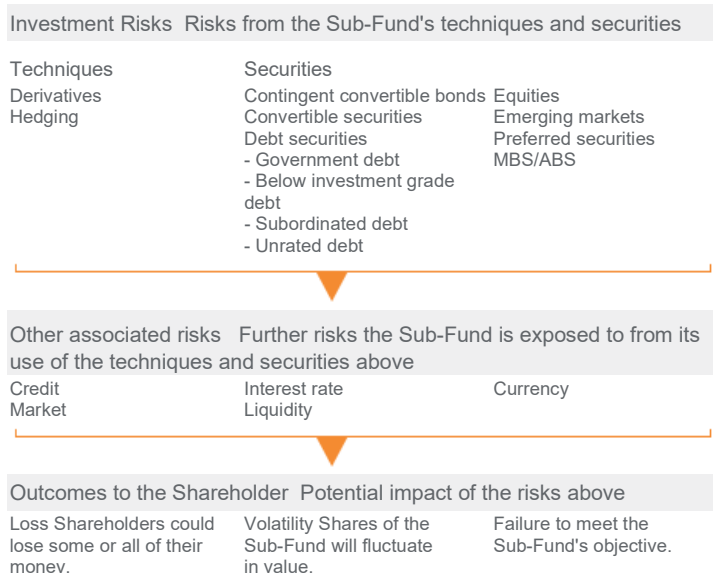 Investment Risks  Risks from the Sub-Fund's techniques and securities
Techniques
Derivatives
Hedging
Securities
Contingent convertible bonds
Convertible securities
Debt securities
- Government debt
- Below investment grade
debt
- Subordinated debt
- Unrated debt
Equities
Emerging markets
Preferred securities
MBS/ABS
Other associated risks   Further risks the Sub-Fund is exposed to from its
use of the techniques and securities above
Credit
Market
Interest rate
Liquidity
Currency
Outcomes to the Shareholder  Potential impact of the risks above
Loss Shareholders could
lose some or all of their
money.
Volatility Shares of the
Sub-Fund will fluctuate
in value.
Failure to meet the
Sub-Fund's objective.